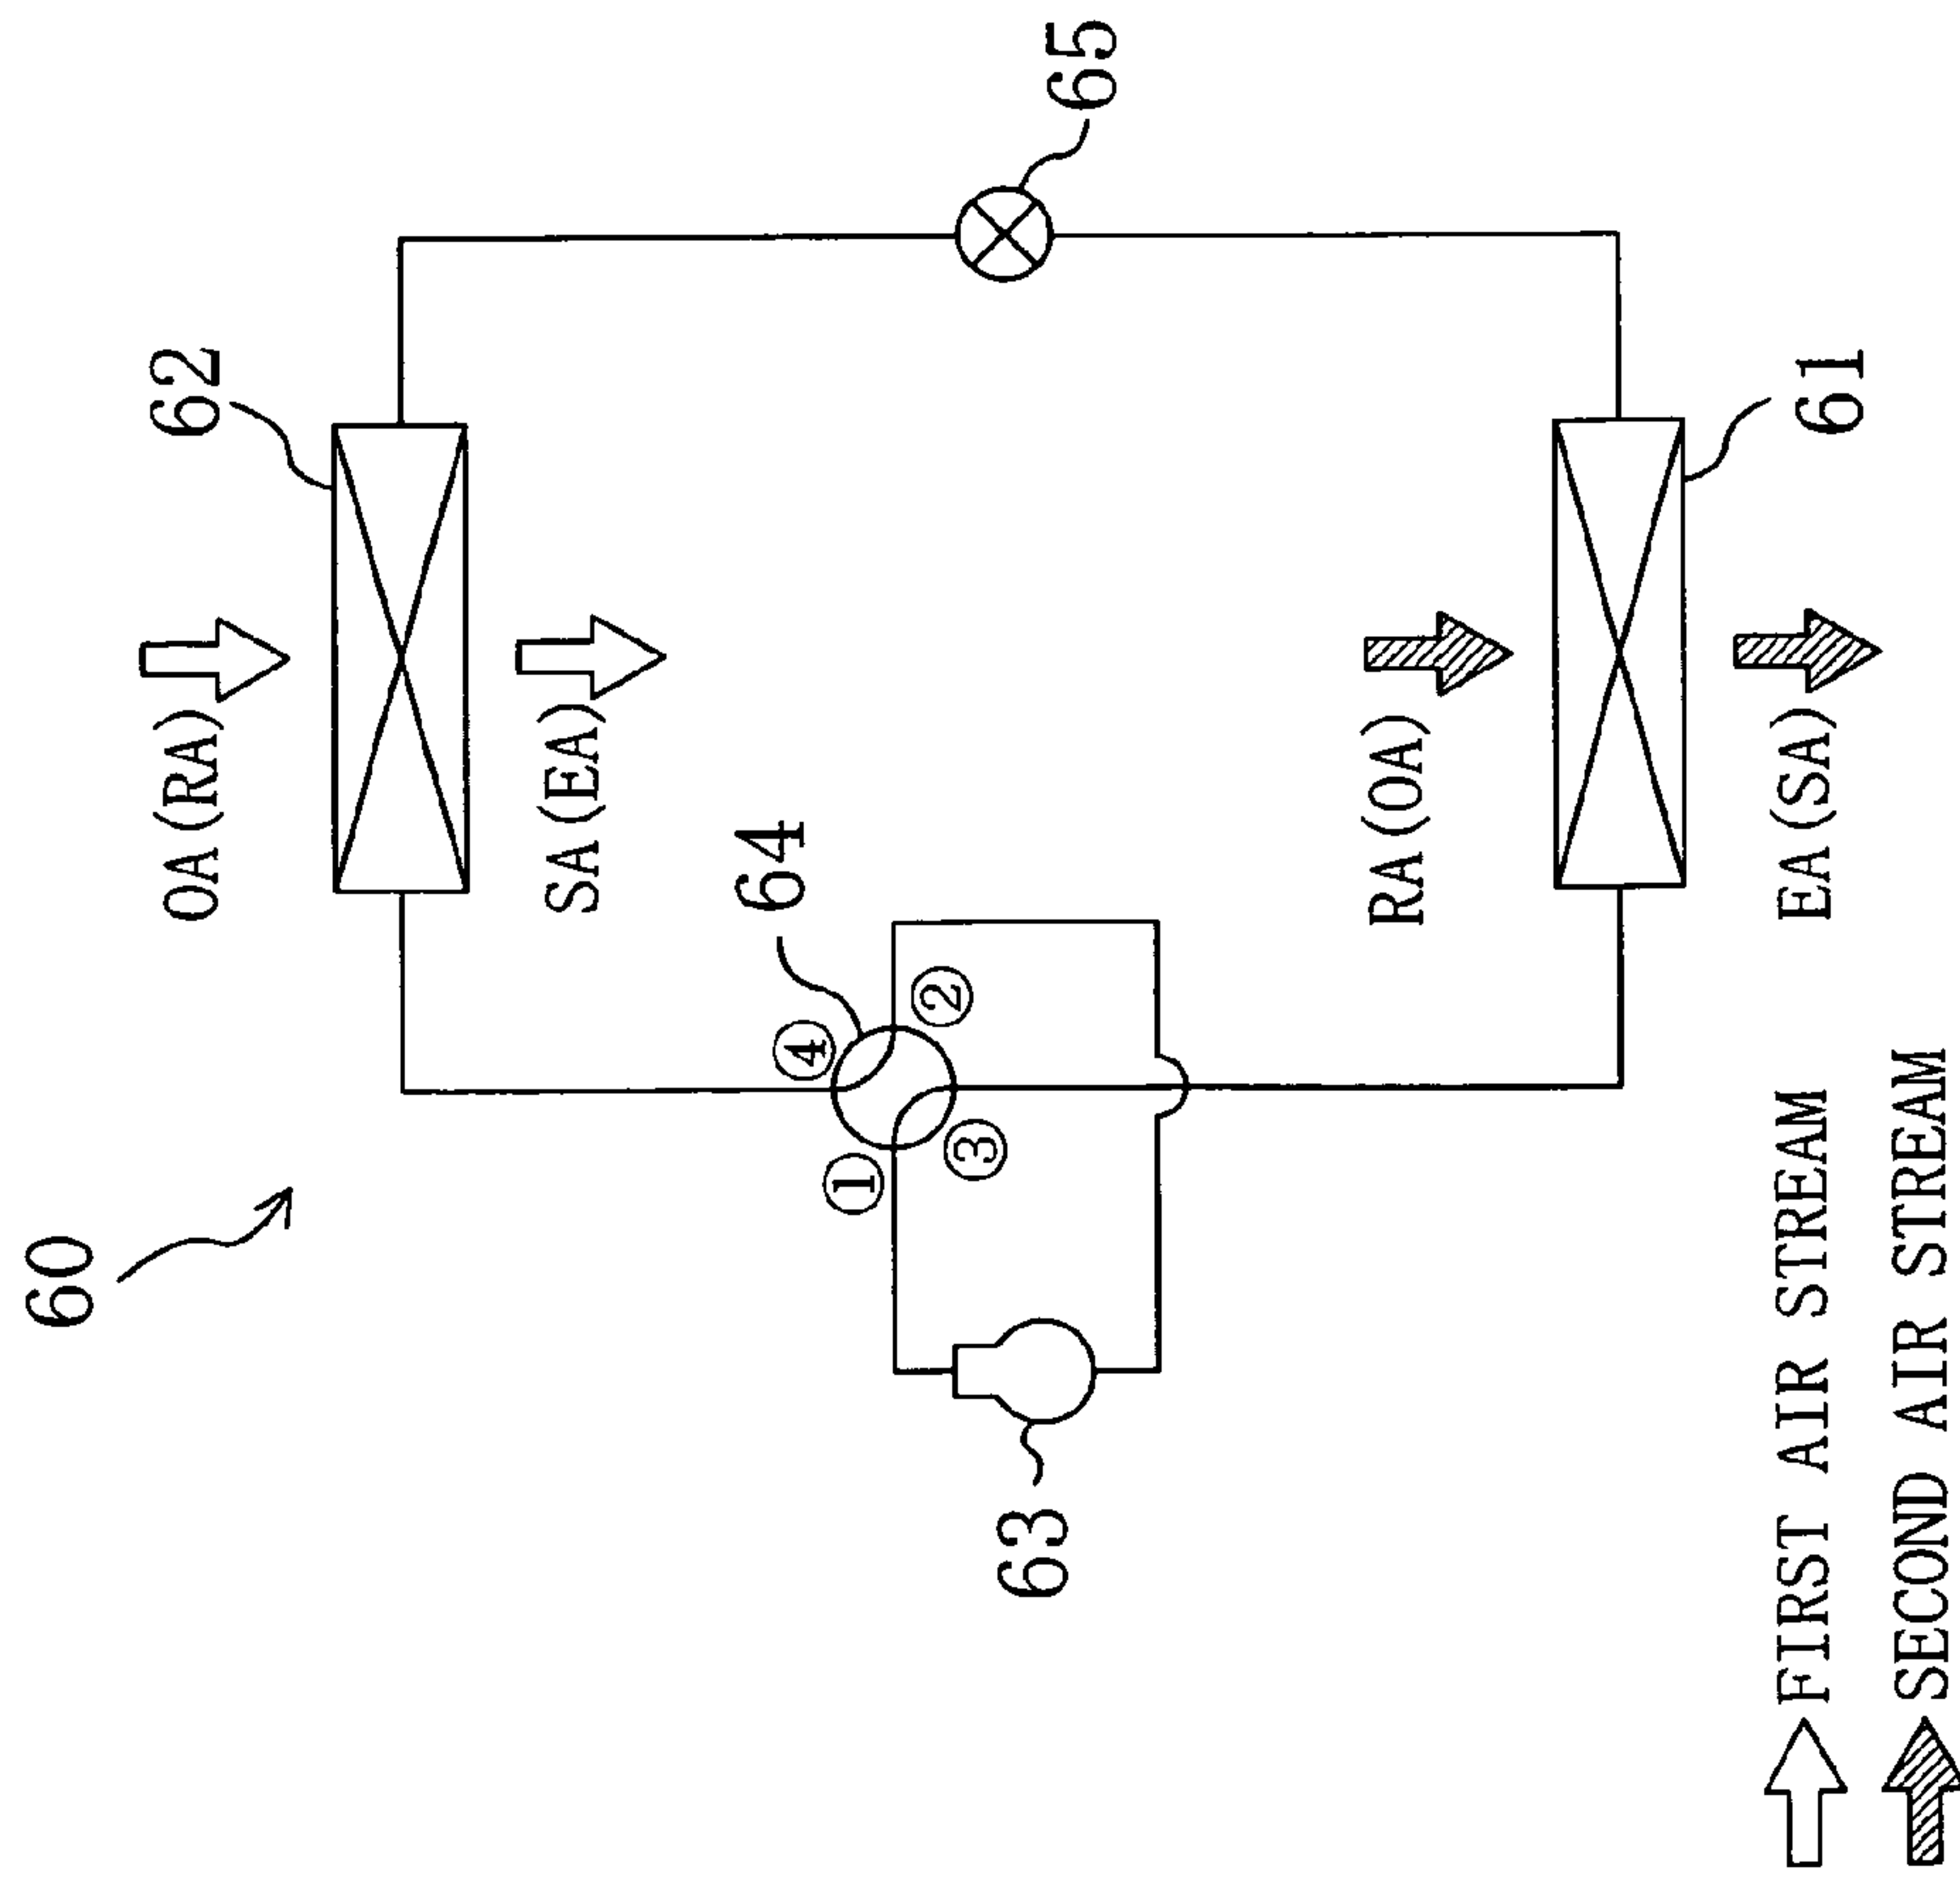 60
63
①
③
④
②
64
OA(RA)
SA(EA)
RA(OA)
EA(SA)
62
61
65
FIRST AIR STREAM
SECOND AIR STREAM